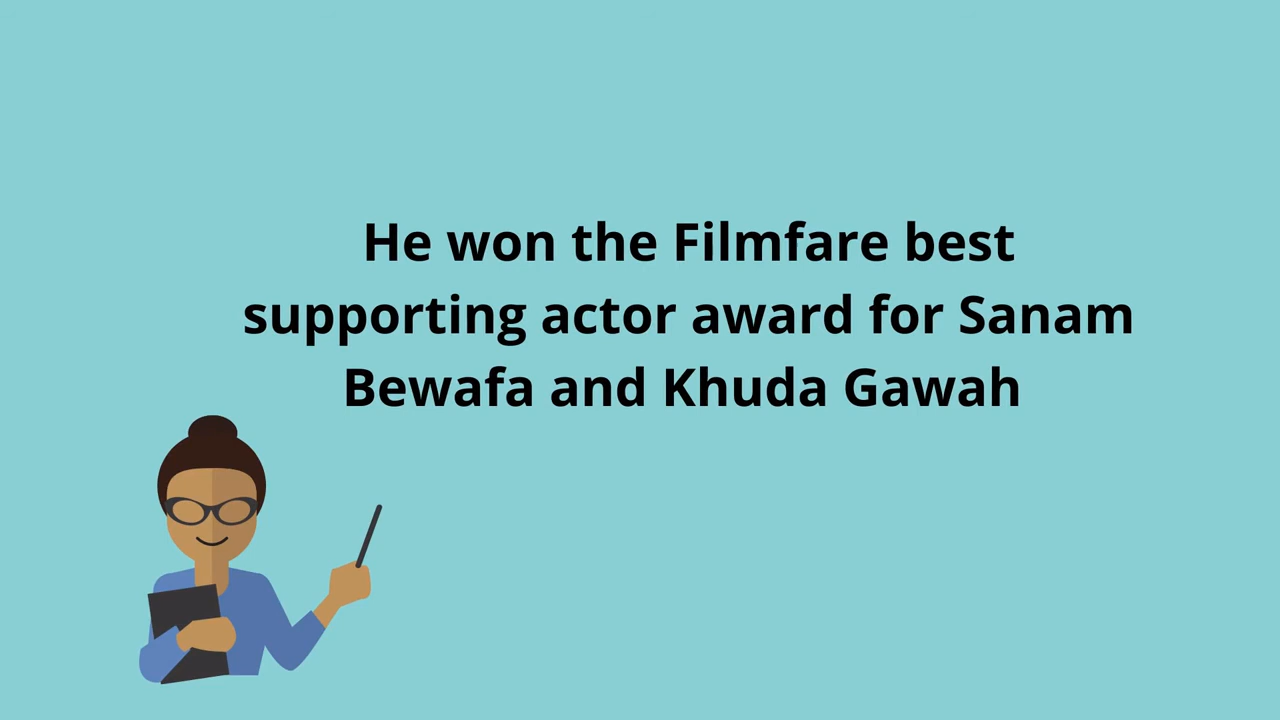 He won the Filmfare best
supporting actor award for Sanam
Bewafa and Khuda Gawah